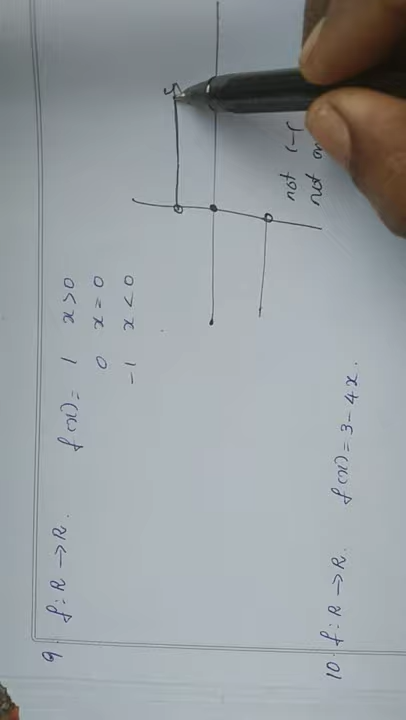 9. f: R → R. f(x) = 1 x > 0
0 x = 0
-1 x < 0
not 1-1
not
10. f: R → R. f(x) = 3 - 4x.